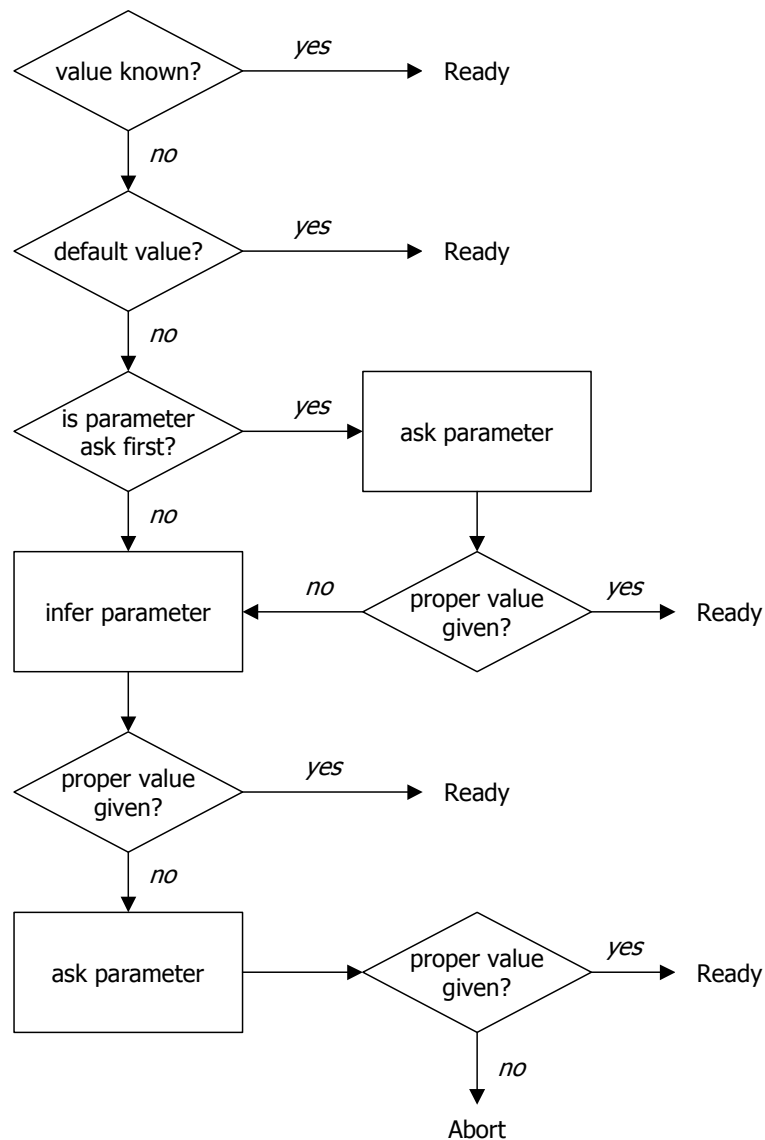 yes
value known?
Ready
no
yes
default value?
Ready
no
is parameter
ask first?
yes
ask parameter
no
infer parameter
no
proper value
given?
yes
Ready
proper value
given?
yes
Ready
no
ask parameter
proper value
given?
yes
Ready
no
Abort